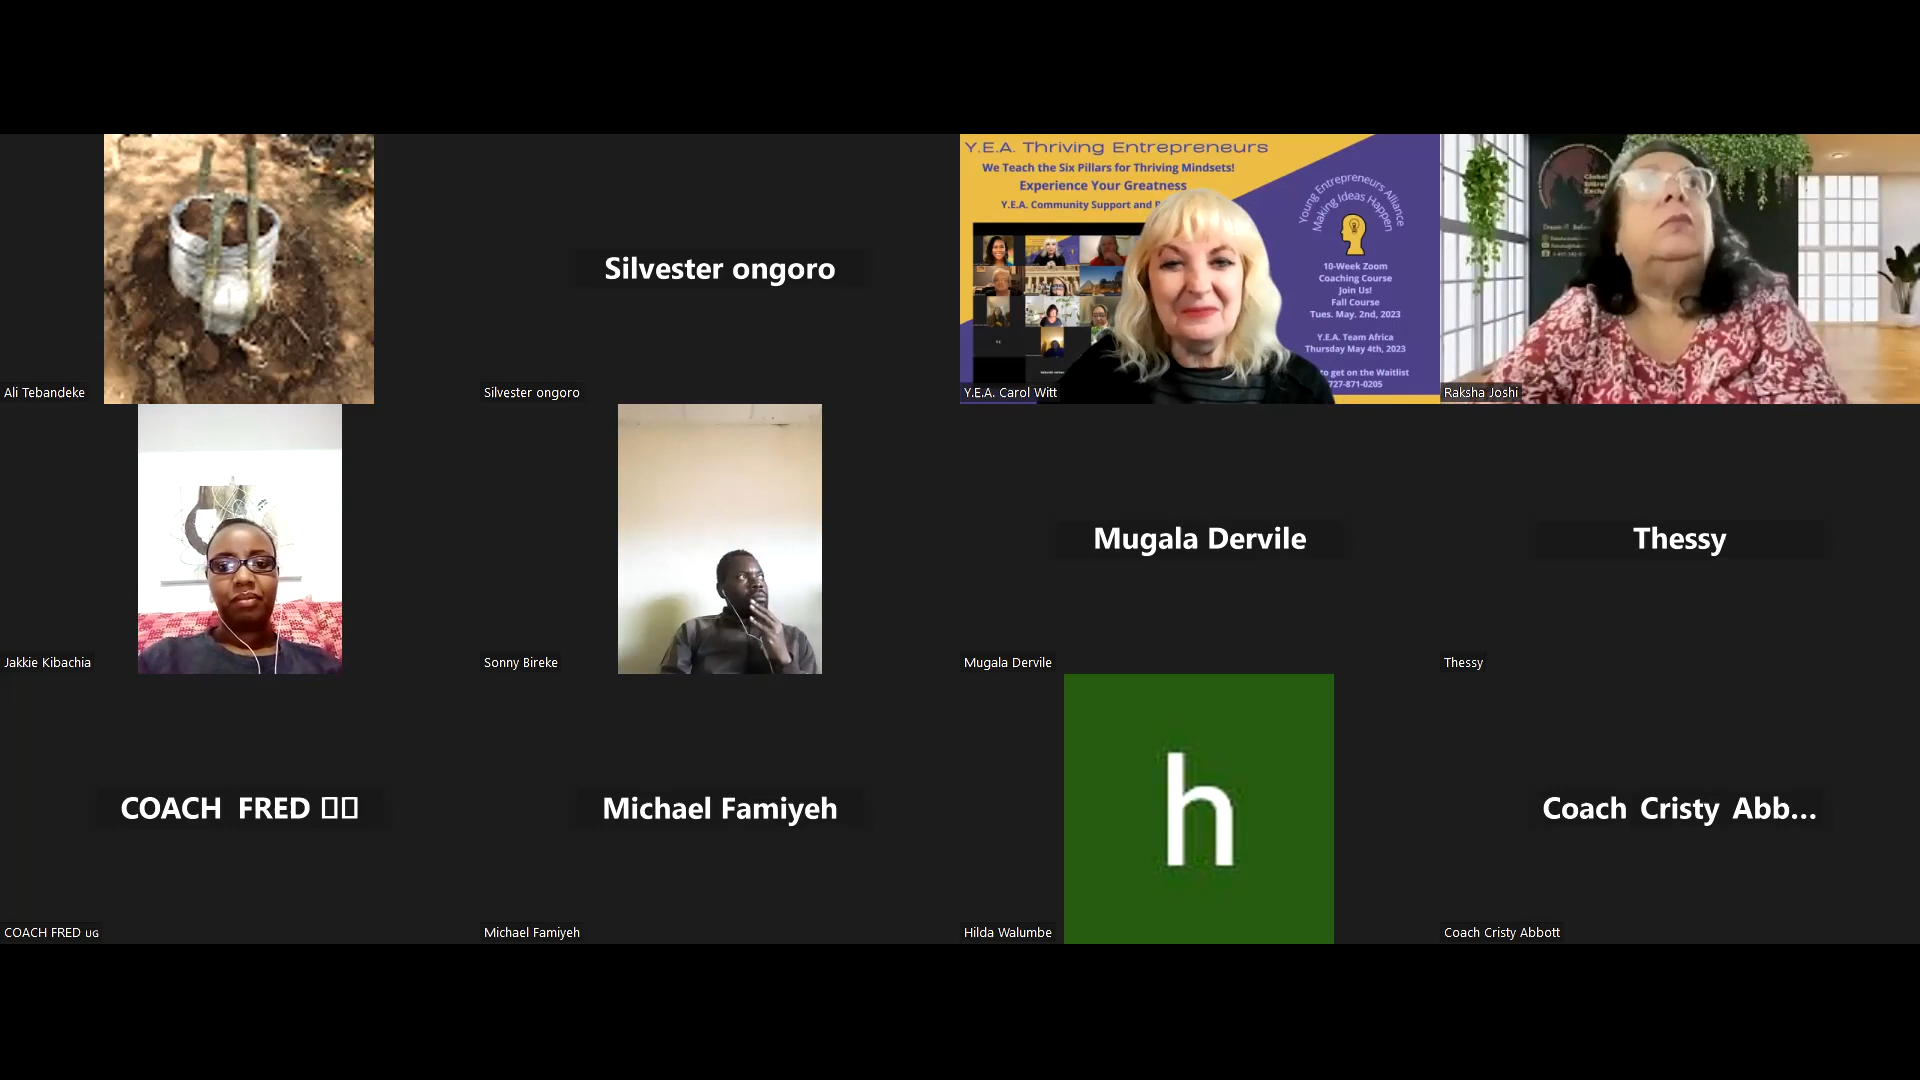 Ali Tebandeke
Silvester ongoro
Silvester ongoro
Y.E.A. Thriving Entrepreneurs
We Teach the Six Pillars for Thriving Mindsets!
Experience Your Greatness
Y.E.A. Community Support and
Young Entrepreneurs Alliance
Making Ideas Happen
10-Week Zoom
Coaching Course
Join Us!
Fall Course
Tues. May. 2nd, 2023
Y.E.A. Team Africa
Thursday May 4th, 2023
to get on the Waitlist
727-871-0205
Y.E.A. Carol Witt
Global
Raksha Joshi
Jakkie Kibachia
Sonny Bireke
Mugala Dervile
Mugala Dervile
Thessy
Thessy
COACH FRED
COACH FRED UG
Michael Famiyeh
Michael Famiyeh
h
Hilda Walumbe
Coach Cristy Abb...
Coach Cristy Abbott